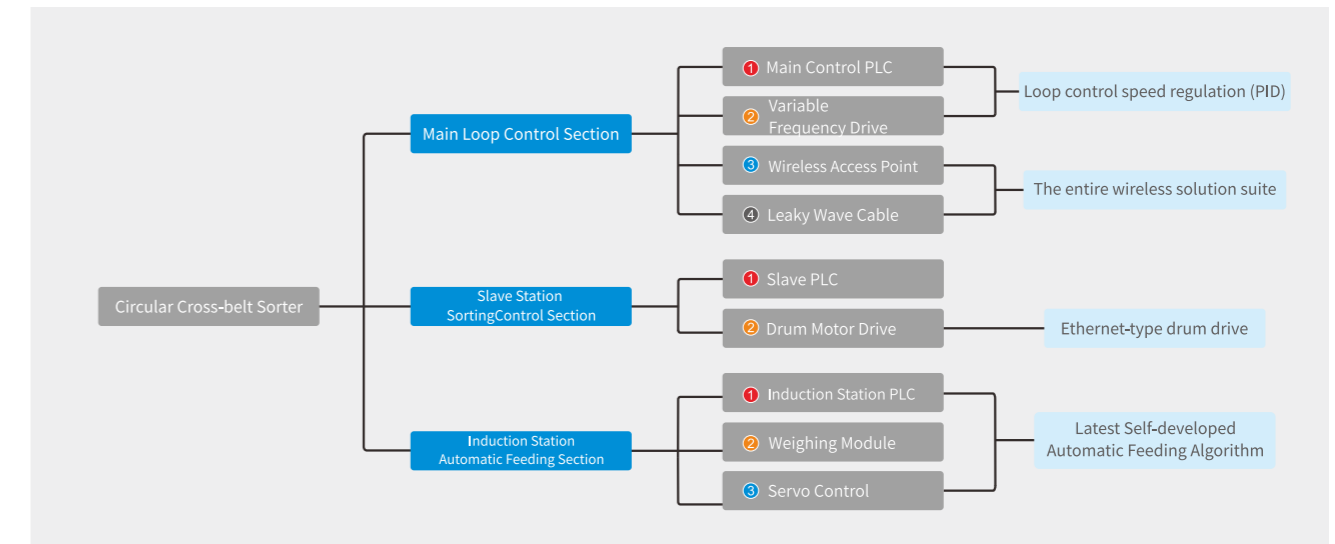 Circular Cross-belt Sorter
Main Loop Control Section
1 Main Control PLC
2 Variable
Frequency Drive
Loop control speed regulation (PID)
3 Wireless Access Point
4 Leaky Wave Cable
The entire wireless solution suite
Slave Station
SortingControl Section
1 Slave PLC
2 Drum Motor Drive
Ethernet-type drum drive
Induction Station
Automatic Feeding Section
1 Induction Station PLC
2 Weighing Module
3 Servo Control
Latest Self-developed
Automatic Feeding Algorithm